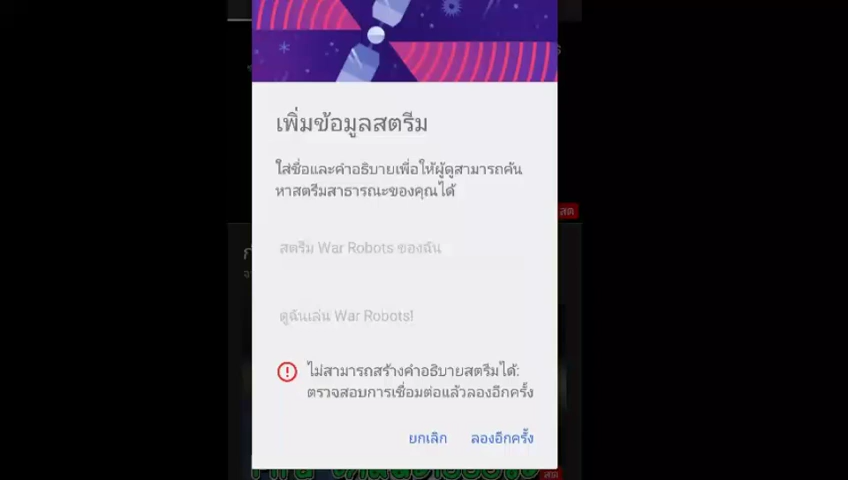 เพิ่มข้อมูลสตรีม
ใส่ชื่อและคำอธิบายเพื่อให้ผู้ดูสามารถค้น
หาสตรีมสาธารณะของคุณได้
สด
สตรีม War Robots ของฉัน
ดูฉันเล่น War Robots!
ไม่สามารถสร้างคำอธิบายสตรีมได้:
ตรวจสอบการเชื่อมต่อแล้วลองอีกครั้ง
ยกเลิก ลองอีกครั้ง